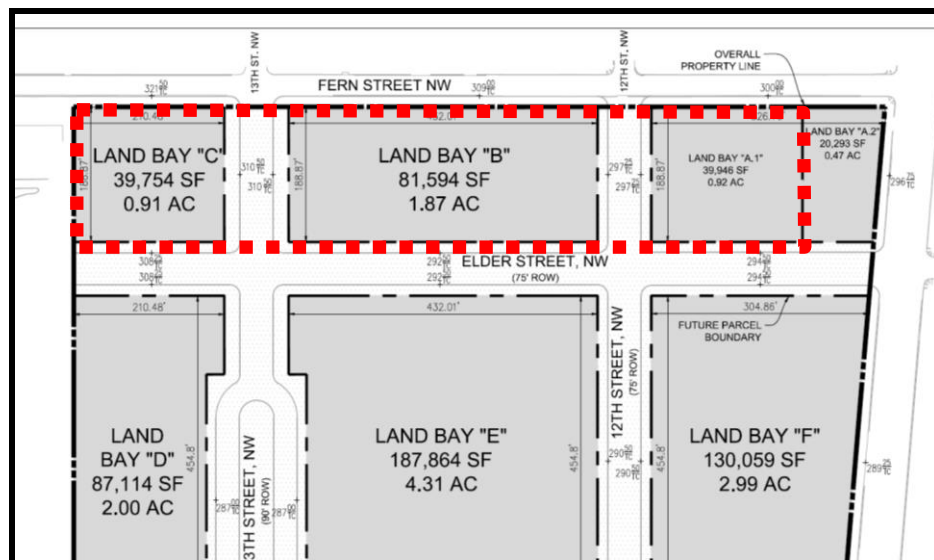 13TH ST. NW
12TH ST, NW
OVERALL
PROPERTY LINE
FERN STREET NW
LAND BAY "C"
39,754 SF
0.91 AC
188.87'
LAND BAY "B"
81,594 SF
1.87 AC
188.87'
LAND BAY "A.1"
39,946 SF
0.92 AC
188.87'
LAND BAY "A.2"
20,293 SF
0.47 AC
ELDER STREET, NW
(75' ROW)
210.48'
432.01'
304.86'
FUTURE PARCEL
BOUNDARY
12TH STREET, NW
(75' ROW)
LAND
BAY "D"
87,114 SF
2.00 AC
454.8'
3TH STREET, NW
(90' ROW)
LAND BAY "E"
187,864 SF
4.31 AC
454.8'
LAND BAY "F"
130,059 SF
2.99 AC
454.8'